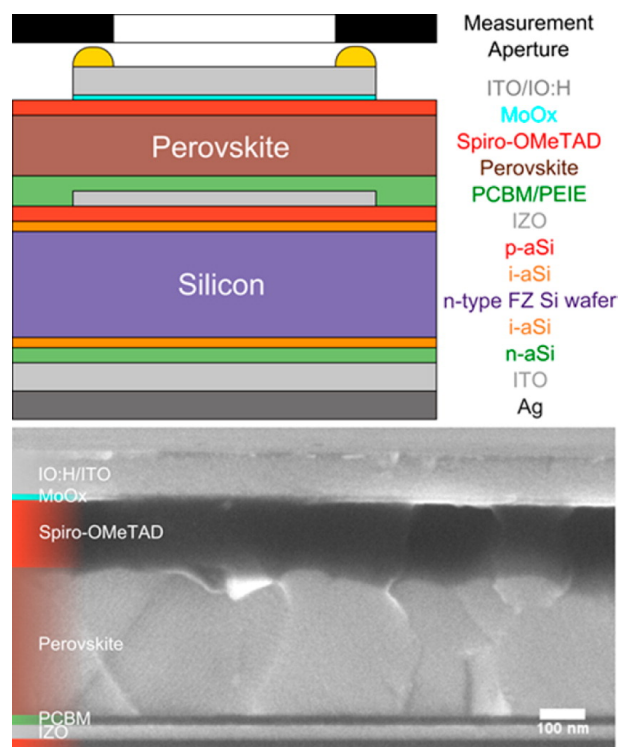 Measurement
Aperture
ITO/IO:H
MoOx
Spiro-OMeTAD
Perovskite
Perovskite
PCBM/PEIE
IZO
p-aSi
i-aSi
Silicon
n-type FZ Si wafer
i-aSi
n-aSi
ITO
Ag
IO:H/ITO
MoOx
Spiro-OMeTAD
Perovskite
PCBM
IZO
100 nm